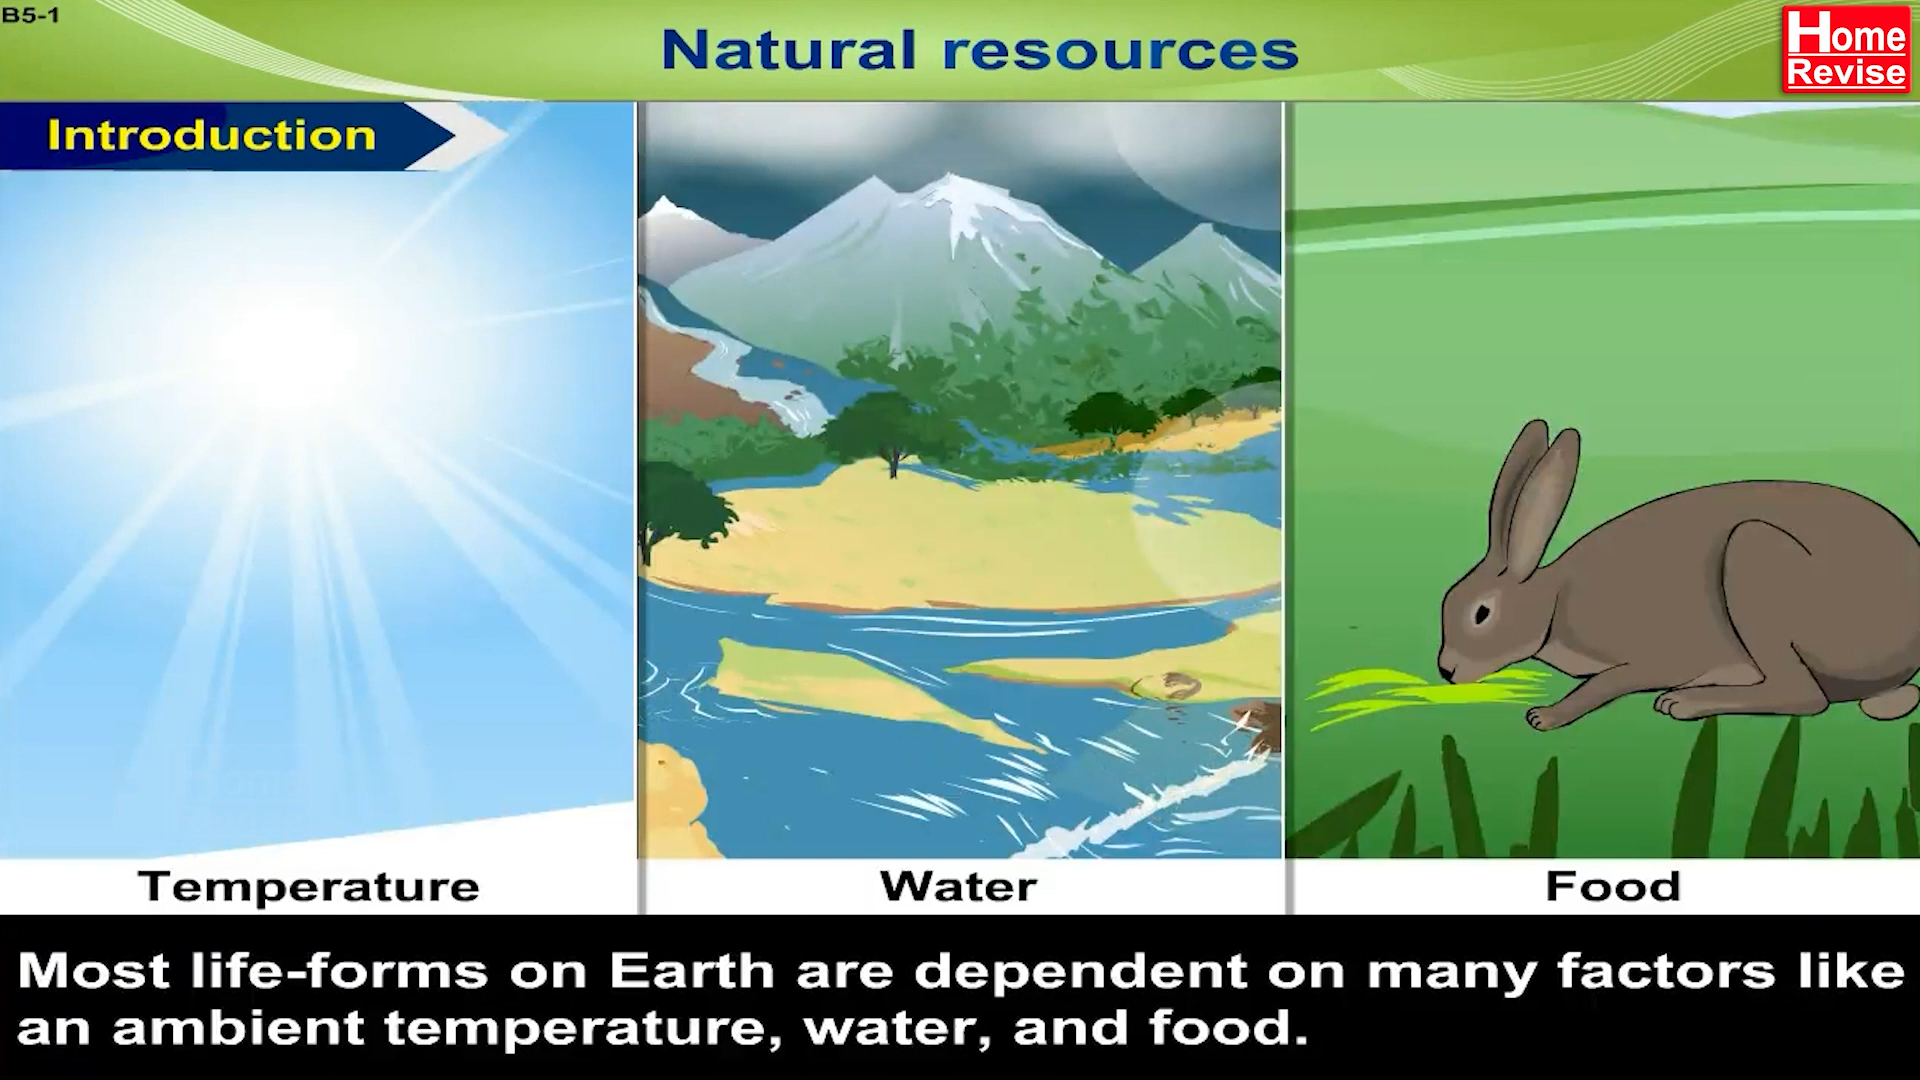 B5-1
Natural resources
Home
Revise
Introduction
Temperature
Water
Food
Most life-forms on Earth are dependent on many factors like
an ambient temperature, water, and food.